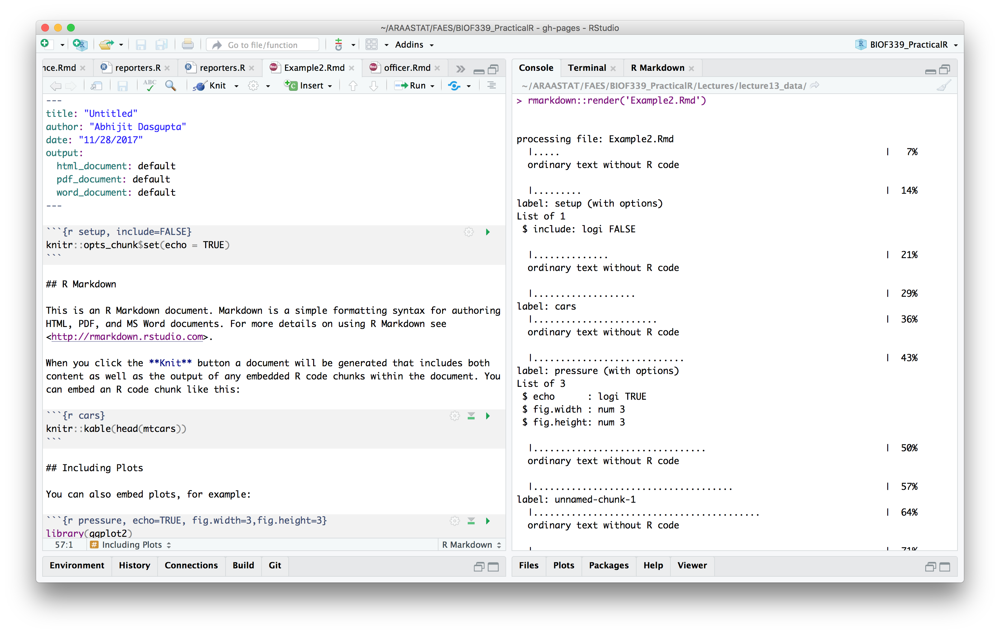 ~/ARAASTAT/FAES/BIOF339_PracticalR - gh-pages - RStudio
Go to file/function
Addins
BIOF339_PracticalR
nce.Rmd
reporters.R
reporters.R
Example2.Rmd
officer.Rmd
ABC
Knit
Insert
Run
---
title: "Untitled"
author: "Abhijit Dasgupta"
date: "11/28/2017"
output:
  html_document: default
  pdf_document: default
  word_document: default
---
```{r setup, include=FALSE}
knitr::opts_chunk$set(echo = TRUE)
```
## R Markdown
This is an R Markdown document. Markdown is a simple formatting syntax for authoring
HTML, PDF, and MS Word documents. For more details on using R Markdown see
<http://rmarkdown.rstudio.com>.
When you click the **Knit** button a document will be generated that includes both
content as well as the output of any embedded R code chunks within the document. You
can embed an R code chunk like this:
```{r cars}
knitr::kable(head(mtcars))
```
## Including Plots
You can also embed plots, for example:
```{r pressure, echo=TRUE, fig.width=3,fig.height=3}
library(ggplot2)
57:1
# Including Plots
R Markdown
Environment
History
Connections
Build
Git
Console
Terminal
R Markdown
~/ARAASTAT/FAES/BIOF339_PracticalR/Lectures/lecture13_data/
> rmarkdown::render('Example2.Rmd')
processing file: Example2.Rmd
|..... | 7%
ordinary text without R code
|......... | 14%
label: setup (with options)
List of 1
$ include: logi FALSE
|.............. | 21%
ordinary text without R code
|................... | 29%
label: cars
|....................... | 36%
ordinary text without R code
|............................ | 43%
label: pressure (with options)
List of 3
$ echo      : logi TRUE
$ fig.width : num 3
$ fig.height: num 3
|................................ | 50%
ordinary text without R code
|..................................... | 57%
label: unnamed-chunk-1
|.......................................... | 64%
ordinary text without R code
| | 71%
Files
Plots
Packages
Help
Viewer